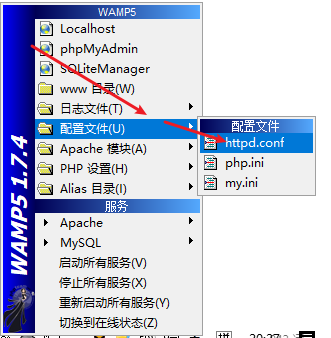 WAMP5
Localhost
phpMyAdmin
SQLiteManager
www 目录(W)
日志文件(T)
配置文件(U)
Apache 模块(A)
PHP 设置(H)
Alias 目录(I)
服务
Apache
MySQL
启动所有服务(V)
停止所有服务(X)
重新启动所有服务(Y)
切换到在线状态(Z)
WAMP5 1.7.4
配置文件
httpd.conf
php.ini
my.ini